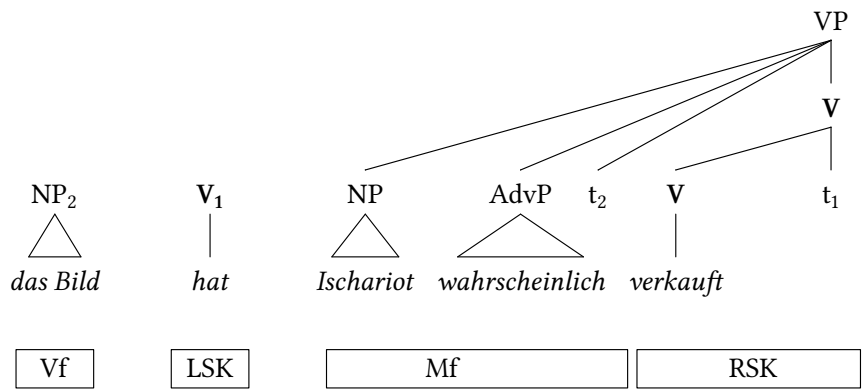 VP
V
NP₂ V₁ NP AdvP t₂ V t₁
das Bild hat Ischariot wahrscheinlich verkauft
Vf LSK Mf RSK